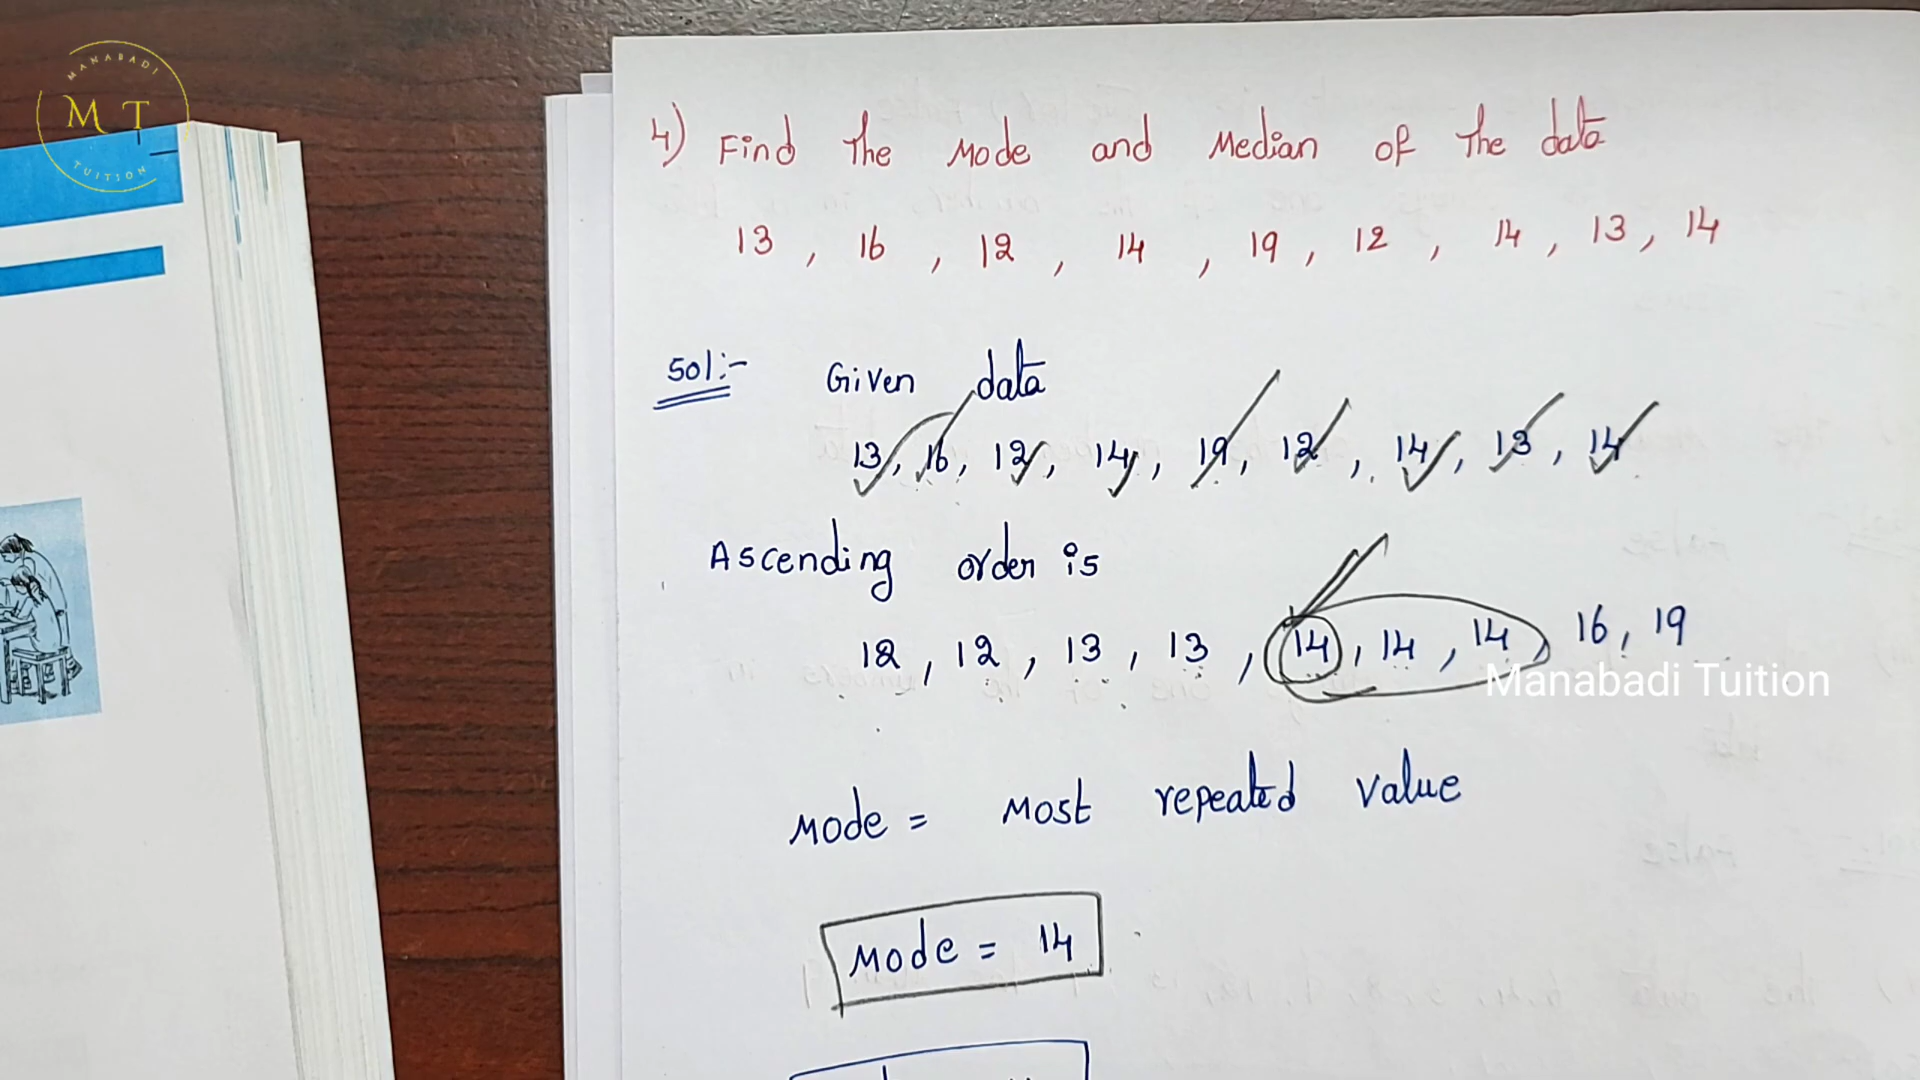 MANABADI
M T
TUITION
4) Find The Mode and Median of The data
13 , 16 , 12 , 14 , 19 , 12 , 14 , 13 , 14
Sol:- Given data
13, 16, 12, 14, 19, 12, 14, 13, 14
Ascending order is
12 , 12 , 13 , 13 , 14 , 14 , 14 , 16 , 19
Manabadi Tuition
Mode = Most repeated value
Mode = 14